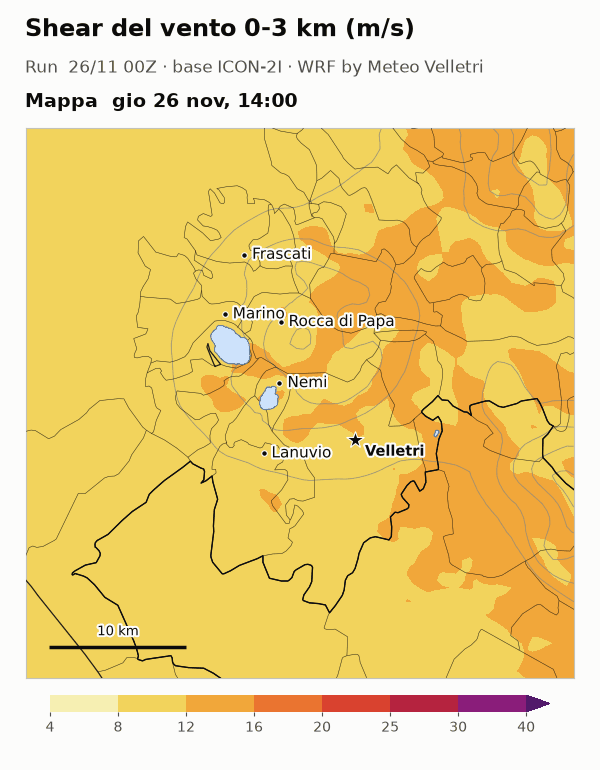 Shear del vento 0-3 km (m/s)
Run  26/11 00Z · base ICON-2I · WRF by Meteo Velletri
Mappa  gio 26 nov, 14:00
Frascati
Marino
Rocca di Papa
Nemi
Velletri
Lanuvio
10 km
4 8 12 16 20 25 30 40